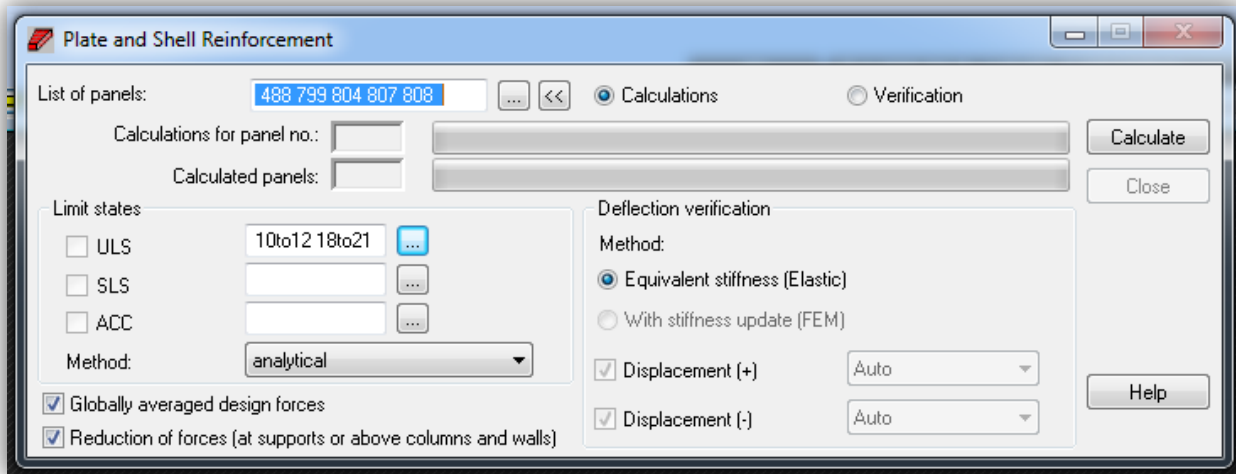 Plate and Shell Reinforcement
List of panels: 488 799 804 807 808 ... << Calculations Verification
Calculations for panel no.: Calculate
Calculated panels: Close
Limit states Deflection verification
ULS 10to12 18to21 ... Method:
SLS ... Equivalent stiffness (Elastic)
ACC ... With stiffness update (FEM)
Method: analytical Displacement (+) Auto
Globally averaged design forces Help
Reduction of forces (at supports or above columns and walls) Displacement (-) Auto